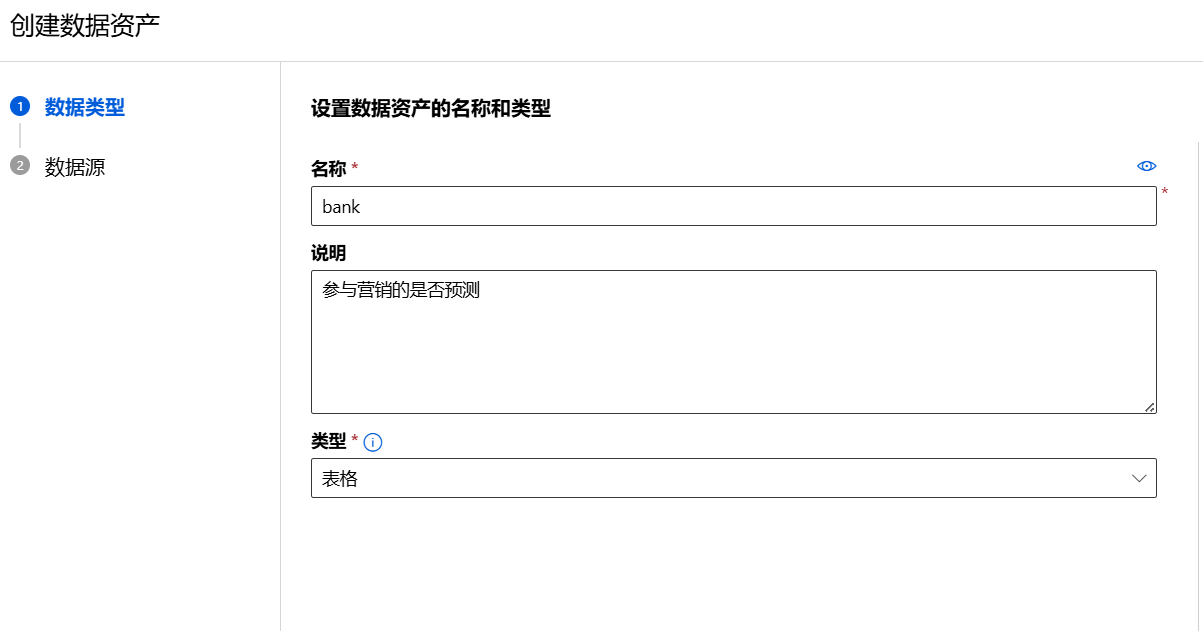 创建数据资产
1 数据类型
2 数据源
设置数据资产的名称和类型
名称 *
bank
*
说明
参与营销的是否预测
类型 *
表格